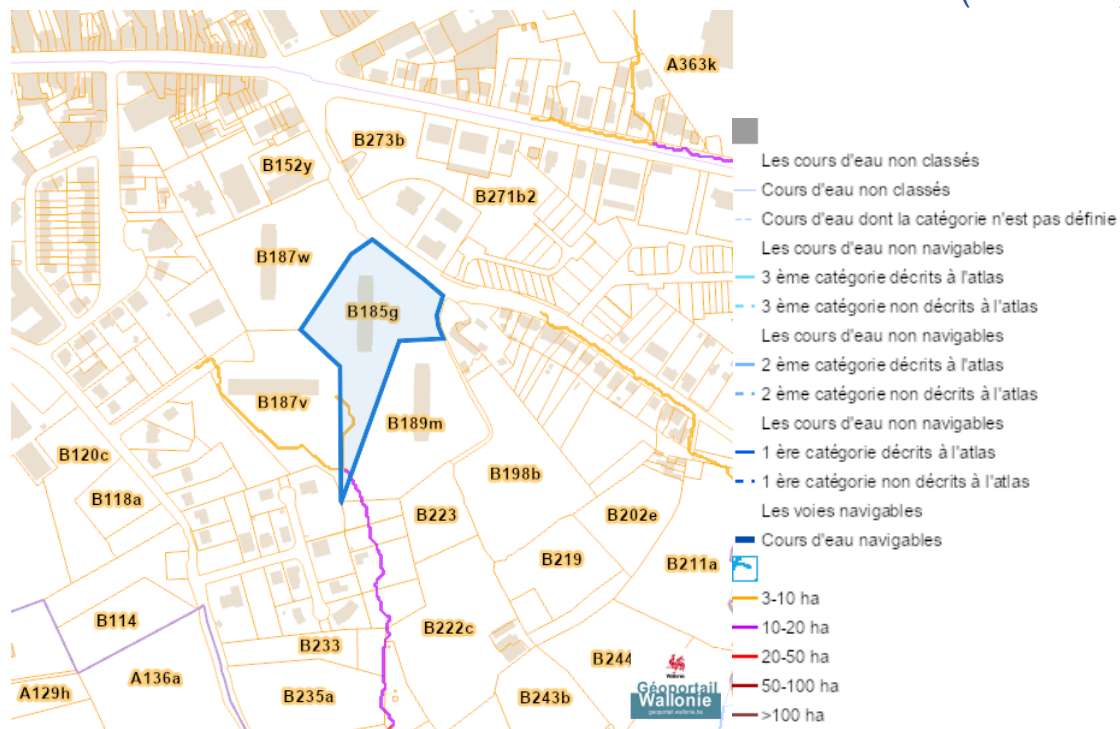 A363k
B273b
B152y
B271b2
B187w
B185g
B187v
B189m
B120c
B198b
B118a
B202e
B223
B219
B211a
B114
B222c
B233
B244
A136a
A129h
B235a
B243b
Wallonie
Géoportail
Wallonie
geoportail.wallonie.be
Les cours d'eau non classés
Cours d'eau non classés
Cours d'eau dont la catégorie n'est pas définie
Les cours d'eau non navigables
3 ème catégorie décrits à l'atlas
3 ème catégorie non décrits à l'atlas
Les cours d'eau non navigables
2 ème catégorie décrits à l'atlas
2 ème catégorie non décrits à l'atlas
Les cours d'eau non navigables
1 ère catégorie décrits à l'atlas
1 ère catégorie non décrits à l'atlas
Les voies navigables
Cours d'eau navigables
3-10 ha
10-20 ha
20-50 ha
50-100 ha
>100 ha